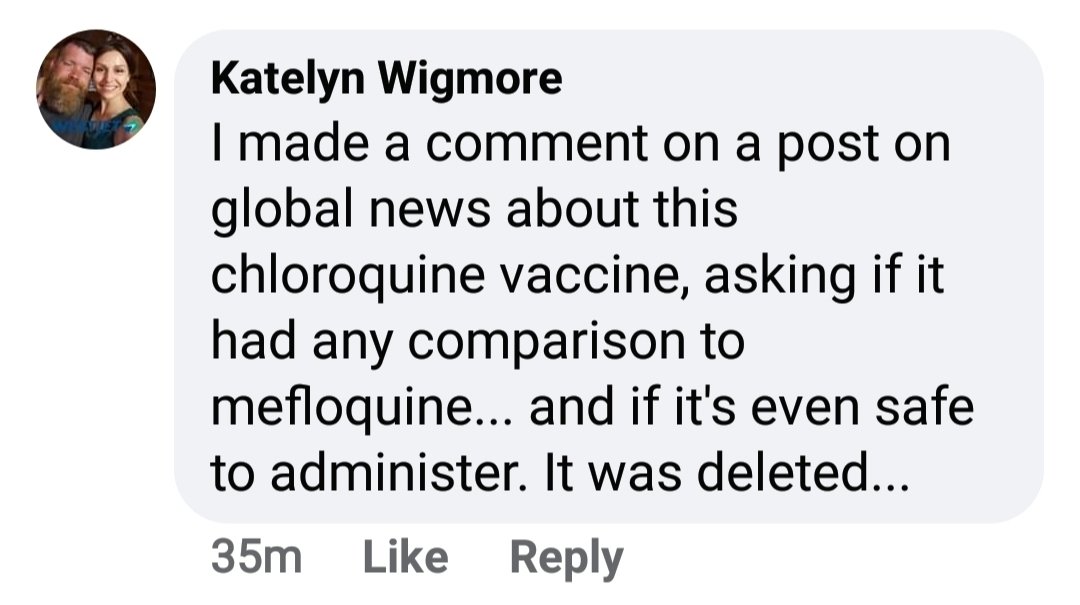 Katelyn Wigmore
I made a comment on a post on
global news about this
chloroquine vaccine, asking if it
had any comparison to
mefloquine... and if it's even safe
to administer. It was deleted...
35m Like Reply